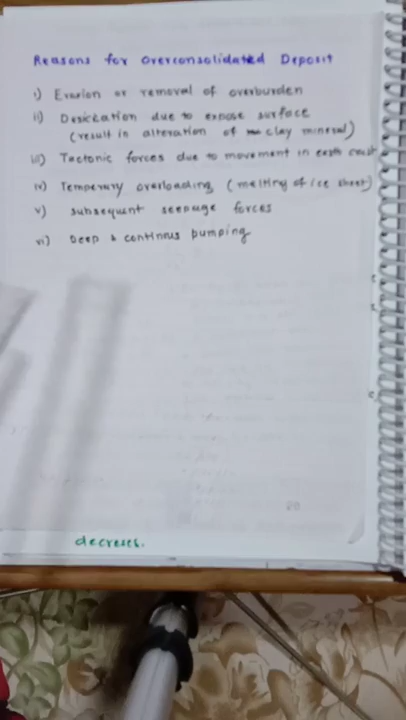 Reasons for Overconsolidated Deposit
i) Erosion or removal of overburden
ii) Desiccation due to expose surface
(result in alteration of clay mineral)
iii) Tectonic forces due to movement in earth crust
iv) Temporary overloading (melting of ice sheet)
v) subsequent seepage forces
vi) Deep & continous pumping
decreses.